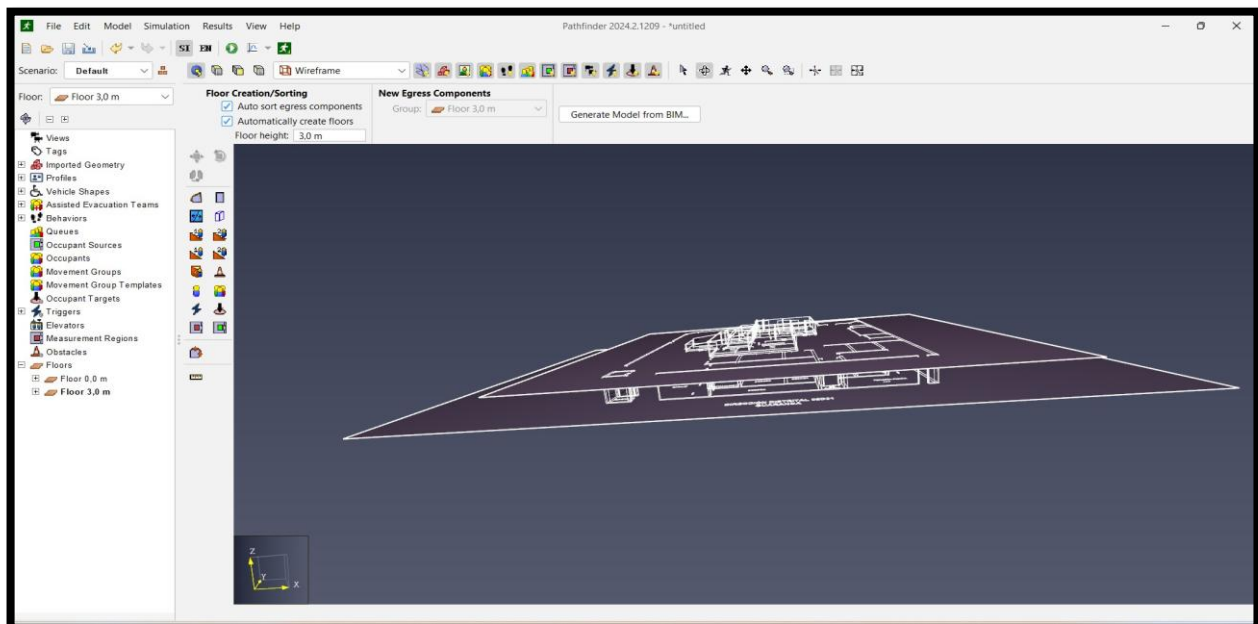 File Edit Model Simulation Results View Help
Pathfinder 2024.2.1209 - *untitled
SI EN
Scenario: Default
Wireframe
Floor: Floor 3,0 m
Floor Creation/Sorting
Auto sort egress components
Automatically create floors
Floor height: 3,0 m
New Egress Components
Group: Floor 3,0 m
Generate Model from BIM...
Views
Tags
Imported Geometry
Profiles
Vehicle Shapes
Assisted Evacuation Teams
Behaviors
Queues
Occupant Sources
Occupants
Movement Groups
Movement Group Templates
Occupant Targets
Triggers
Elevators
Measurement Regions
Obstacles
Floors
Floor 0,0 m
Floor 3,0 m
Z
Y
X